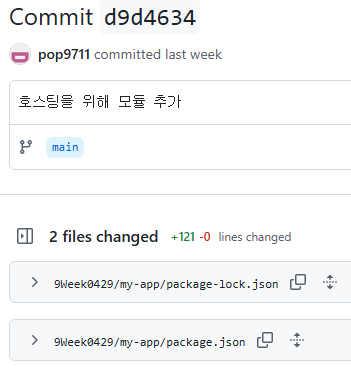 Commit d9d4634
pop9711 committed last week
호스팅을 위해 모듈 추가
main
2 files changed +121 -0 lines changed
9Week0429/my-app/package-lock.json
9Week0429/my-app/package.json